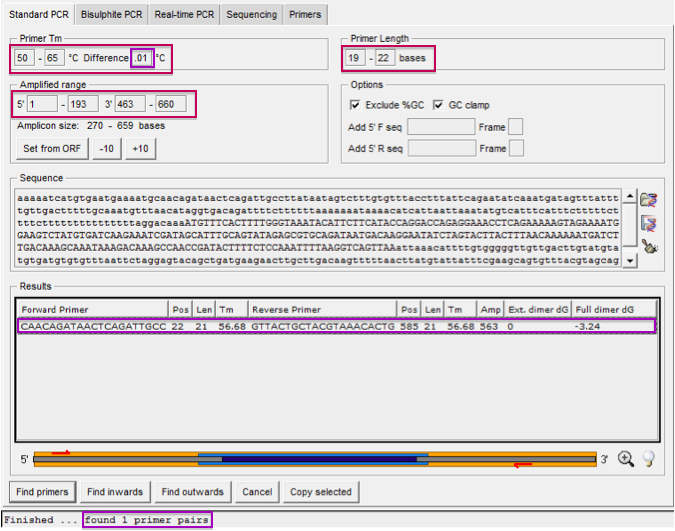 Standard PCR Bisulphite PCR Real-time PCR Sequencing Primers
Primer Tm
50 - 65 °C Difference .01 °C
Primer Length
19 - 22 bases
Amplified range
5' 1 - 193 3' 463 - 660
Amplicon size: 270 - 659 bases
Set from ORF -10 +10
Options
Exclude %GC GC clamp
Add 5' F seq Frame
Add 5' R seq Frame
Sequence
aaaaatcatgtgaatgaaaatgcaacagataactcagattgccttataatagtctttgtgtttacctttattcagaatatcaaatgatagtttattt
tgttgactttttgcaaatgtttaacataggtgacagattttctttttttaaaaaaaataaaacatcattaattaaatatgtcatttcatttctttttct
tttctttttttttttttttttttaggacaaaATGTTTCACTTTTGGGTAAATACATTCTTCATACCAGGACCAGAGGAAACCTCAGAAAAAGTAGAAAATG
GAAGTCTATGTGATCAAGAAATCGATAGCATTTGCAGTATAGAGCGTGCAGATAATGACAAGGAATATCTAGTACTTACTTTAACAAAAAATGATCT
TGACAAAGCAAATAAAGACAAAGCCAACCGATACTTTTCTCCAAATTTTAAGGTCAGTTAAattaaacattttgtgggggttgttgacttgtatgta
tgtgatgtgtgtttaattctaggagtacagctgatgaagaacttgcttgacaagtttttaacttatgtattatttcgaagcagtgtttacgtagcag
Results
Forward Primer Pos Len Tm Reverse Primer Pos Len Tm Amp Ext. dimer dG Full dimer dG
CAACAGATAACTCAGATTGCC 22 21 56.68 GTTACTGCTACGTAAACACTG 585 21 56.68 563 0 -3.24
5' 3'
Find primers Find inwards Find outwards Cancel Copy selected
Finished ... found 1 primer pairs